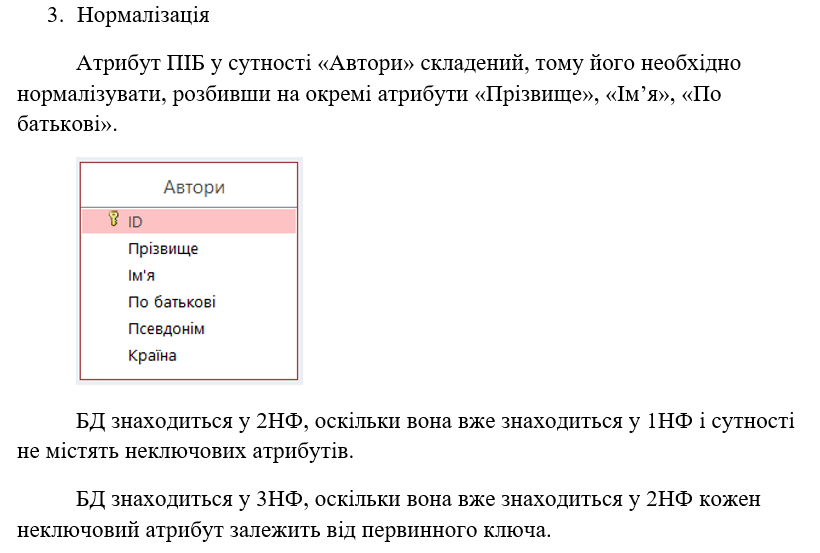 3. Нормалізація
Атрибут ПІБ у сутності «Автори» складений, тому його необхідно
нормалізувати, розбивши на окремі атрибути «Прізвище», «Ім’я», «По
батькові».
Автори
ID
Прізвище
Ім'я
По батькові
Псевдонім
Країна
БД знаходиться у 2НФ, оскільки вона вже знаходиться у 1НФ і сутності
не містять неключових атрибутів.
БД знаходиться у 3НФ, оскільки вона вже знаходиться у 2НФ кожен
неключовий атрибут залежить від первинного ключа.